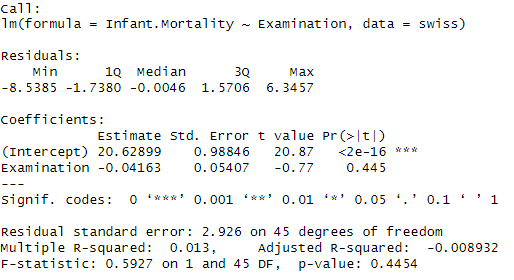 Call:
lm(formula = Infant.Mortality ~ Examination, data = swiss)
Residuals:
    Min      1Q  Median      3Q     Max
-8.5385 -1.7380 -0.0046  1.5706  6.3457
Coefficients:
            Estimate Std. Error t value Pr(>|t|)
(Intercept) 20.62899    0.98846   20.87   <2e-16 ***
Examination -0.04163    0.05407   -0.77    0.445
---
Signif. codes:  0 ‘***’ 0.001 ‘**’ 0.01 ‘*’ 0.05 ‘.’ 0.1 ‘ ’ 1
Residual standard error: 2.926 on 45 degrees of freedom
Multiple R-squared:  0.013,	Adjusted R-squared:  -0.008932
F-statistic: 0.5927 on 1 and 45 DF,  p-value: 0.4454